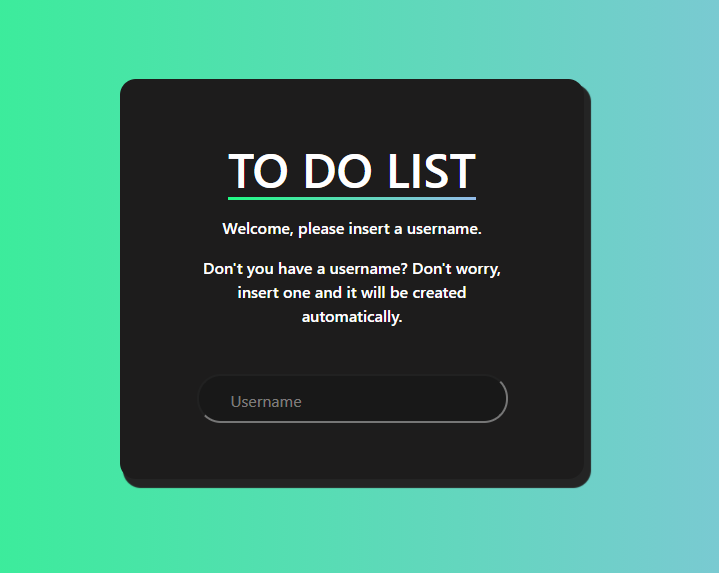 TO DO LIST
Welcome, please insert a username.
Don't you have a username? Don't worry,
insert one and it will be created
automatically.
Username